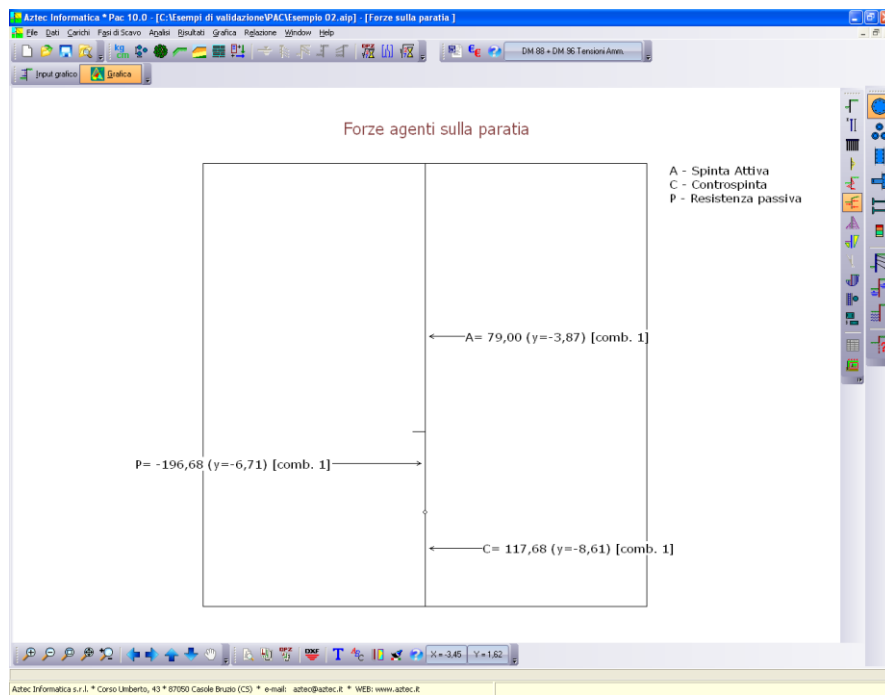 Aztec Informatica * Pac 10.0 - [C:\Esempi di validazione\PAC\Esempio 02.aip] - [Forze sulla paratia ]
File Dati Carichi Fasi di Scavo Analisi Risultati Grafica Relazione Window Help
DM 88 + DM 96 Tensioni Amm.
Input grafico Grafica
Forze agenti sulla paratia
A - Spinta Attiva
C - Controspinta
P - Resistenza passiva
A= 79,00 (y=-3,87) [comb. 1]
P= -196,68 (y=-6,71) [comb. 1]
C= 117,68 (y=-8,61) [comb. 1]
X = -3,45 Y = 1,62
Aztec Informatica s.r.l. * Corso Umberto, 43 * 87050 Casole Bruzio (CS) * e-mail: aztec@aztec.it * WEB: www.aztec.it